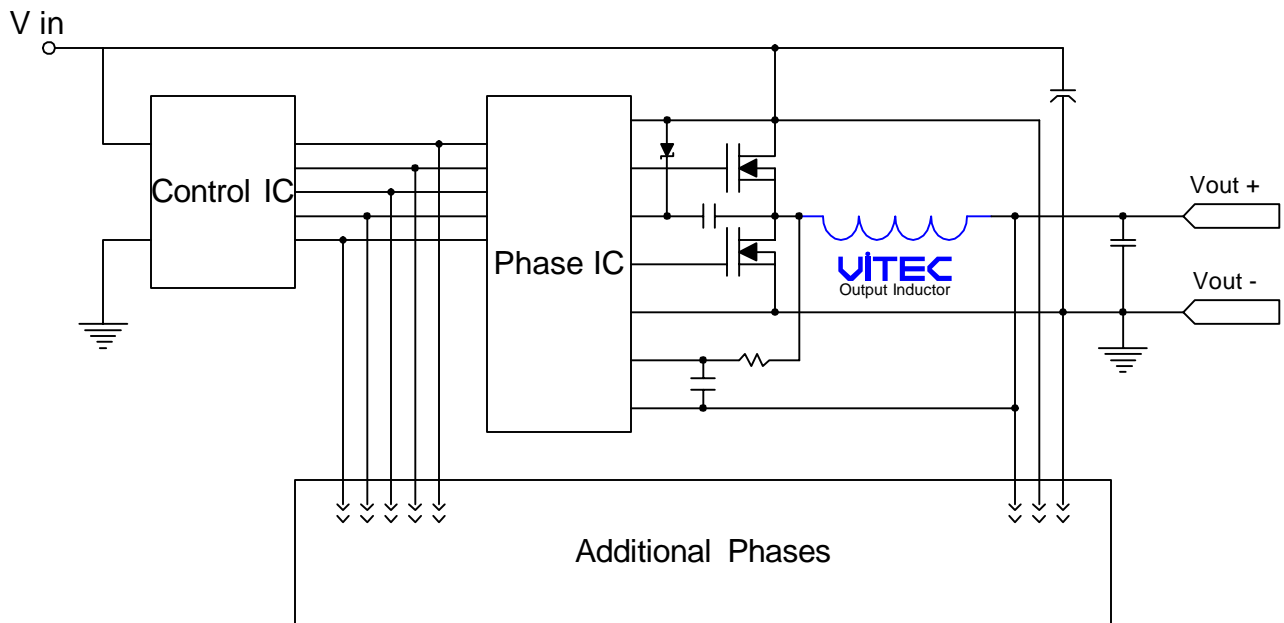 V in
Control IC
Phase IC
Vout +
ViTEC
Output Inductor
Vout -
Additional Phases